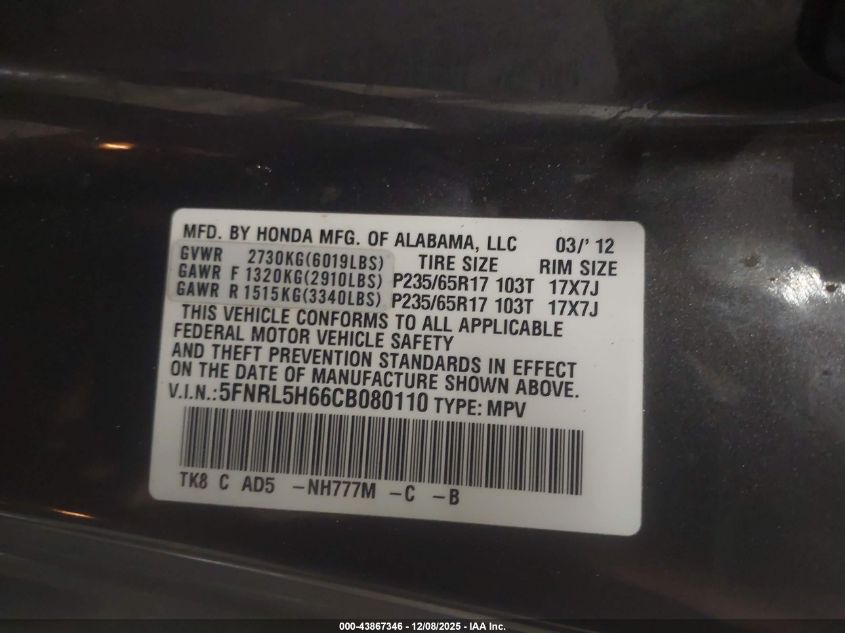 MFD. BY HONDA MFG. OF ALABAMA, LLC 03/' 12
GVWR 2730KG(6019LBS) TIRE SIZE RIM SIZE
GAWR F 1320KG(2910LBS) P235/65R17 103T 17X7J
GAWR R 1515KG(3340LBS) P235/65R17 103T 17X7J
THIS VEHICLE CONFORMS TO ALL APPLICABLE
FEDERAL MOTOR VEHICLE SAFETY
AND THEFT PREVENTION STANDARDS IN EFFECT
ON THE DATE OF MANUFACTURE SHOWN ABOVE.
V.I.N.:5FNRL5H66CB080110 TYPE: MPV
TK8 C AD5 -NH777M -C -B
000-43867346 - 12/08/2025 - IAA Inc.